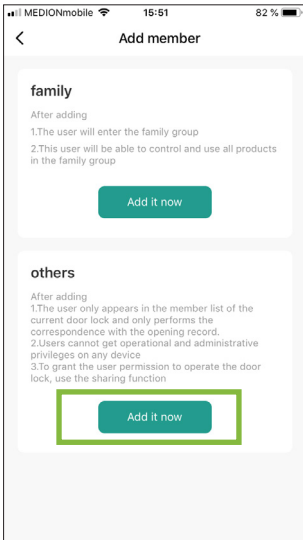 MEDIONmobile 15:51 82 %
Add member
family
After adding
1.The user will enter the family group
2.This user will be able to control and use all products
in the family group
Add it now
others
After adding
1.The user only appears in the member list of the
current door lock and only performs the
correspondence with the opening record.
2.Users cannot get operational and administrative
privileges on any device
3.To grant the user permission to operate the door
lock, use the sharing function
Add it now